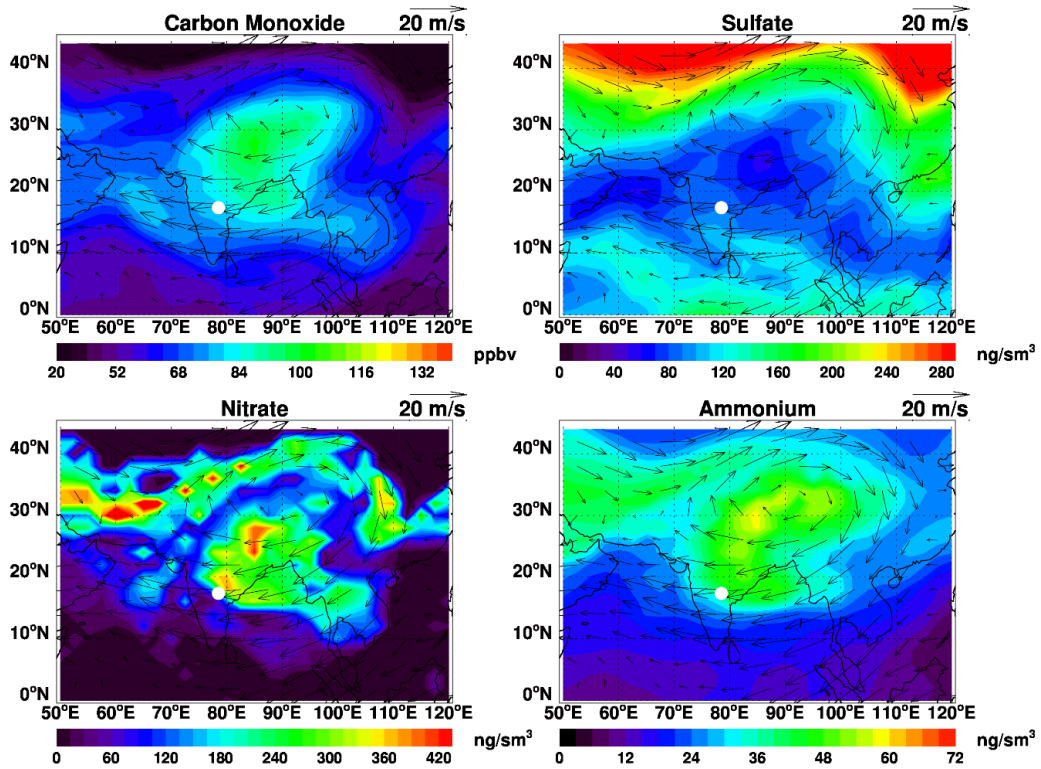 Carbon Monoxide 20 m/s
40°N
30°N
20°N
10°N
0°N
50°E 60°E 70°E 80°E 90°E 100°E 110°E 120°E
ppbv
20 52 68 84 100 116 132
Sulfate 20 m/s
40°N
30°N
20°N
10°N
0°N
50°E 60°E 70°E 80°E 90°E 100°E 110°E 120°E
ng/sm³
0 40 80 120 160 200 240 280
Nitrate 20 m/s
40°N
30°N
20°N
10°N
0°N
50°E 60°E 70°E 80°E 90°E 100°E 110°E 120°E
ng/sm³
0 60 120 180 240 300 360 420
Ammonium 20 m/s
40°N
30°N
20°N
10°N
0°N
50°E 60°E 70°E 80°E 90°E 100°E 110°E 120°E
ng/sm³
0 12 24 36 48 60 72